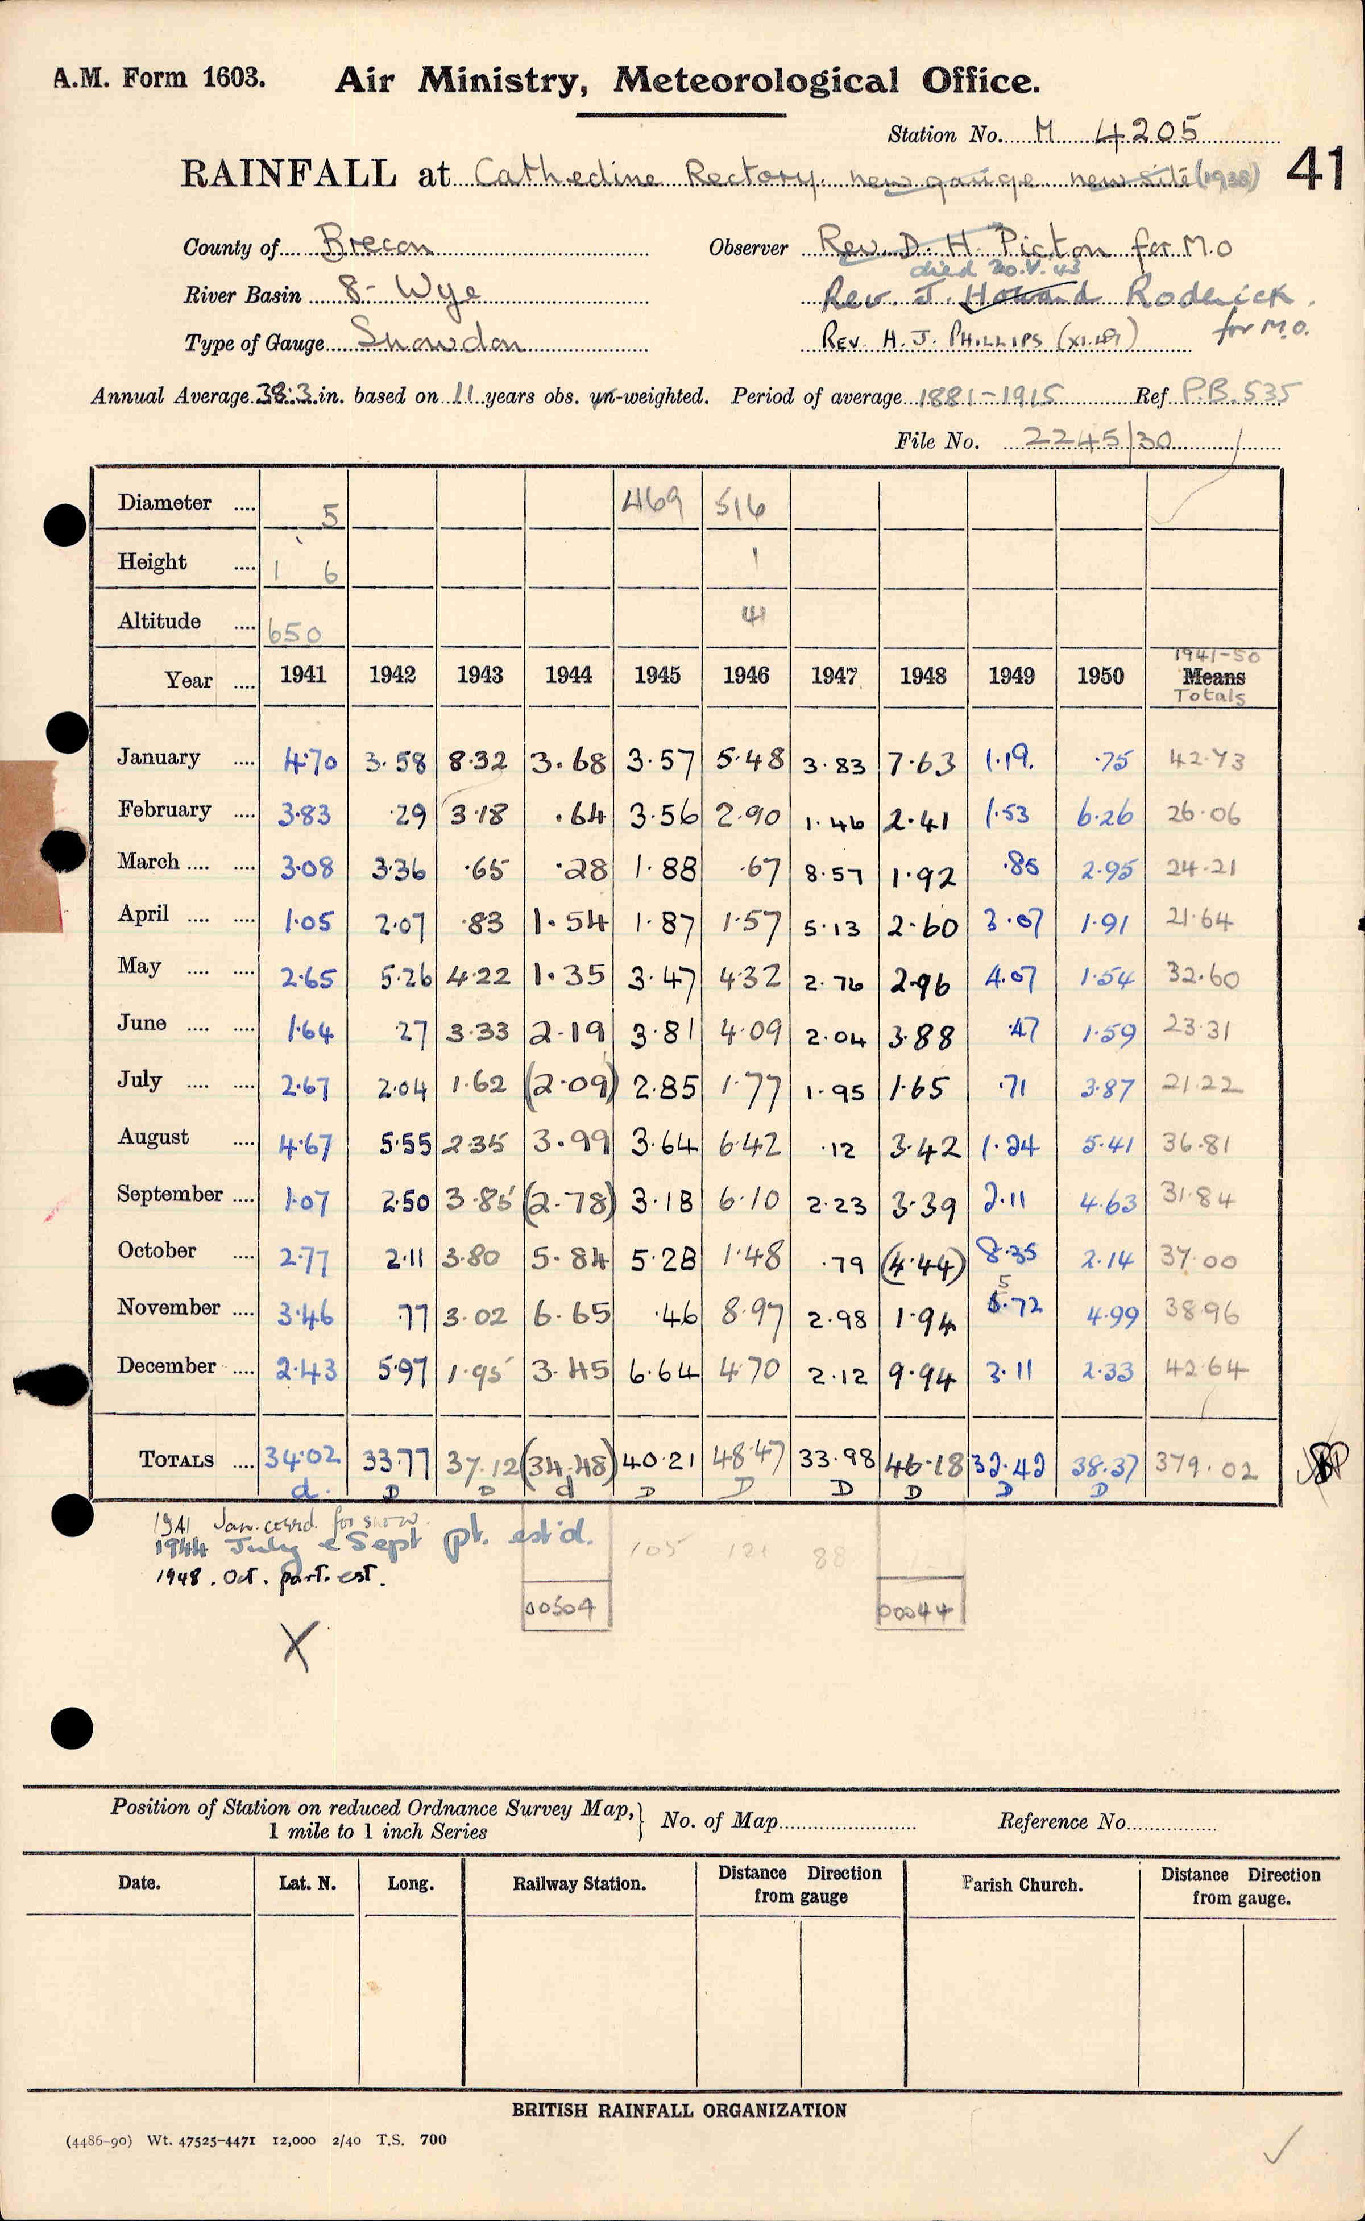 A.M. Form 1603. Air Ministry, Meteorological Office.
Station No. M 4205
RAINFALL at Cathedine Rectory. new gauge new site (1938) 41
County of Brecon Observer Rev. D. H. Picton for M.O
died 20.V.43
River Basin 8- Wye Rev. J. Howard Roderick.
for M.O.
Type of Gauge Snowdon REV. H. J. PHILLIPS (XI.49)
Annual Average 38.3 in. based on 11 years obs. un-weighted. Period of average 1881-1915 Ref P.B. 535
File No. 2245/30
Diameter .... 5 469 516
Height .... 1 6 1
Altitude .... 650 41
1941-50
Year .... 1941 1942 1943 1944 1945 1946 1947 1948 1949 1950 Means
Totals
January .... 4.70 3.58 8.32 3.68 3.57 5.48 3.83 7.63 1.19. .75 42.73
February .... 3.83 .29 3.18 .64 3.56 2.90 1.46 2.41 1.53 6.26 26.06
March .... .... 3.08 3.36 .65 .28 1.88 .67 8.57 1.92 .85 2.95 24.21
April .... .... 1.05 2.07 .83 1.54 1.87 1.57 5.13 2.60 3.07 1.91 21.64
May .... .... 2.65 5.26 4.22 1.35 3.47 4.32 2.76 2.96 4.07 1.54 32.60
June .... .... 1.64 .27 3.33 2.19 3.81 4.09 2.04 3.88 .47 1.59 23.31
July .... .... 2.67 2.04 1.62 (2.09) 2.85 1.77 1.95 1.65 .71 3.87 21.22
August .... 4.67 5.55 2.35 3.99 3.64 6.42 .12 3.42 1.24 5.41 36.81
September .... 1.07 2.50 3.85 (2.78) 3.18 6.10 2.23 3.39 2.11 4.63 31.84
October .... 2.77 2.11 3.80 5.84 5.28 1.48 .79 (4.44) 8.35 2.14 37.00
5
November .... 3.46 .77 3.02 6.65 .46 8.97 2.98 1.94 .72 4.99 38.96
December .... 2.43 5.97 1.95 3.45 6.64 4.70 2.12 9.94 3.11 2.33 42.64
TOTALS .... 34.02 33.77 37.12 (34.48) 40.21 48.47 33.98 46.18 32.42 38.37 379.02
d. D D d D D D D D D
1941 Jan. corrd. for snow.
1944 July & Sept pt. est'd. 105 121 88
1948. Oct. part. est.
00504 00044
X
Position of Station on reduced Ordnance Survey Map, } No. of Map Reference No.
1 mile to 1 inch Series
Date. Lat. N. Long. Railway Station. Distance Direction from gauge Parish Church. Distance Direction from gauge.
BRITISH RAINFALL ORGANIZATION
(4486-90) Wt. 47525-4471 12,000 2/40 T.S. 700